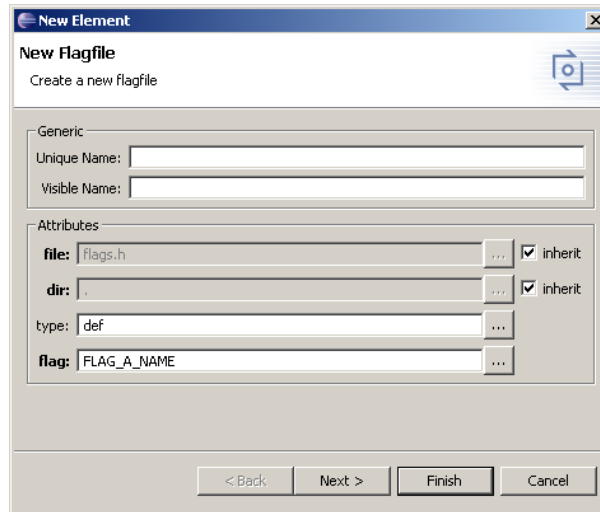 New Element
New Flagfile
Create a new flagfile
Generic
Unique Name:
Visible Name:
Attributes
file: flags.h ... inherit
dir: . ... inherit
type: def ...
flag: FLAG_A_NAME ...
< Back Next > Finish Cancel